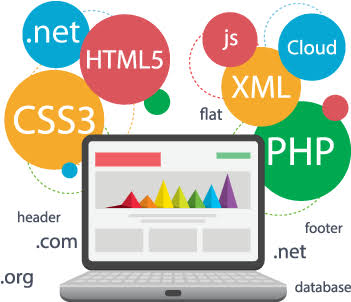 .net
HTML5
CSS3
js
Cloud
XML
flat
PHP
header
footer
.com
.net
.org
database